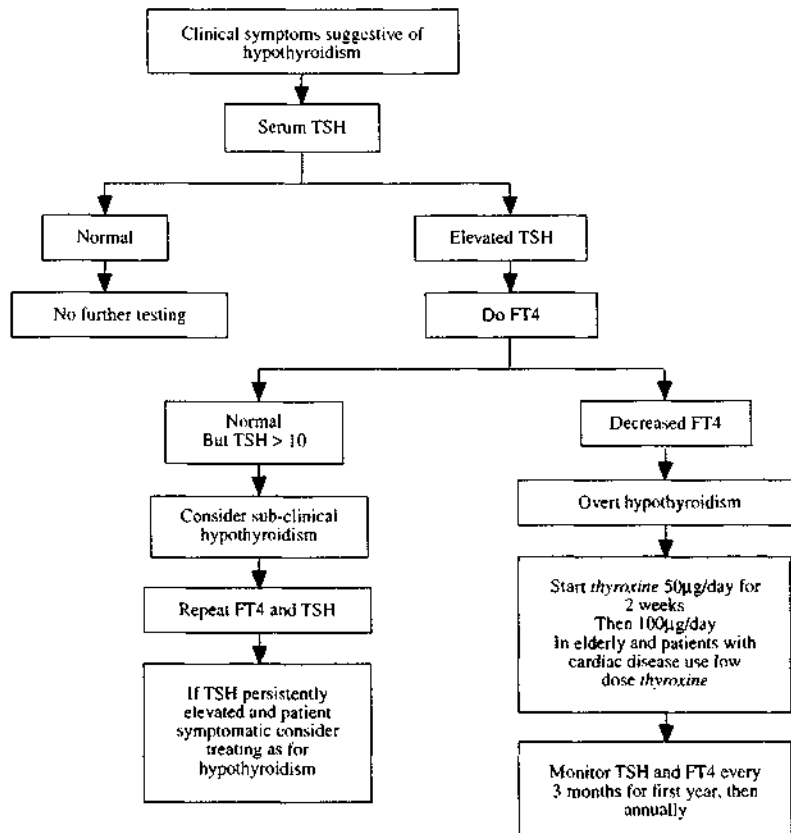 Clinical symptoms suggestive of
hypothyroidism
Serum TSH
Normal
Elevated TSH
No further testing
Do FT4
Normal
But TSH > 10
Decreased FT4
Consider sub-clinical
hypothyroidism
Overt hypothyroidism
Repeat FT4 and TSH
Start thyroxine 50µg/day for
2 weeks
Then 100µg/day
In elderly and patients with
cardiac disease use low
dose thyroxine
If TSH persistently
elevated and patient
symptomatic consider
treating as for
hypothyroidism
Monitor TSH and FT4 every
3 months for first year, then
annually